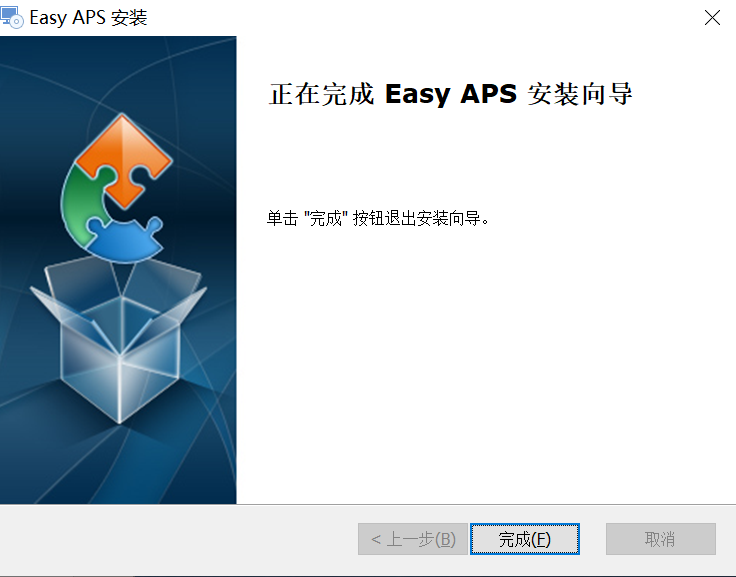 Easy APS 安装
正在完成 Easy APS 安装向导
单击 "完成" 按钮退出安装向导。
< 上一步(B)
完成(F)
取消